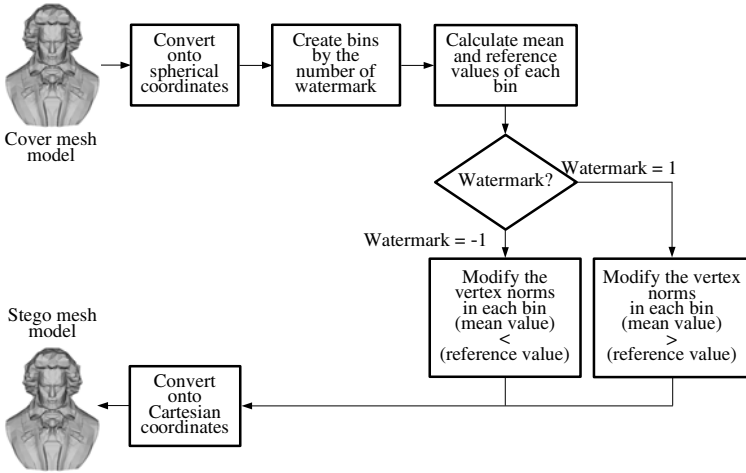 Cover mesh
model
Convert
onto
spherical
coordinates
Create bins
by the
number of
watermark
Calculate mean
and reference
values of each
bin
Watermark?
Watermark = 1
Watermark = -1
Modify the
vertex norms
in each bin
(mean value)
<
(reference value)
Modify the vertex
norms
in each bin
(mean value)
>
(reference value)
Convert
onto
Cartesian
coordinates
Stego mesh
model